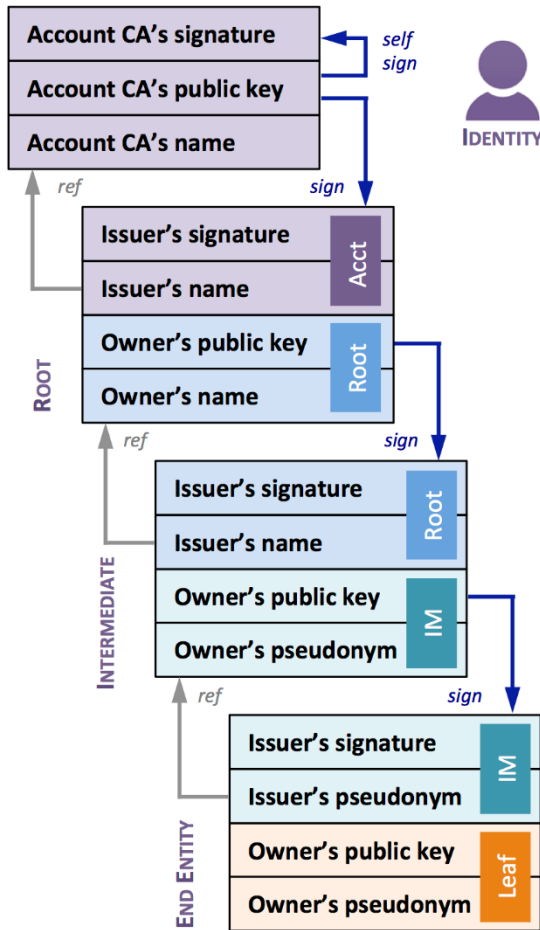 Account CA’s signature
Account CA’s public key
Account CA’s name
self
sign
IDENTITY
ref
sign
Issuer’s signature
Issuer’s name
Acct
Owner’s public key
Owner’s name
Root
ROOT
ref
sign
Issuer’s signature
Issuer’s name
Root
Owner’s public key
Owner’s pseudonym
IM
INTERMEDIATE
ref
sign
Issuer’s signature
Issuer’s pseudonym
IM
Owner’s public key
Owner’s pseudonym
Leaf
END ENTITY